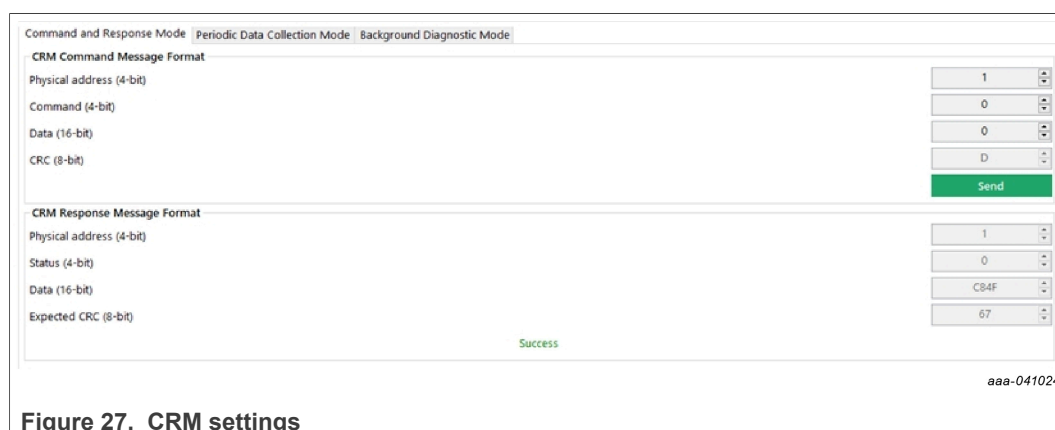 Command and Response Mode Periodic Data Collection Mode Background Diagnostic Mode
CRM Command Message Format
Physical address (4-bit) 1
Command (4-bit) 0
Data (16-bit) 0
CRC (8-bit) D
Send
CRM Response Message Format
Physical address (4-bit) 1
Status (4-bit) 0
Data (16-bit) C84F
Expected CRC (8-bit) 67
Success
aaa-041024
Figure 27. CRM settings